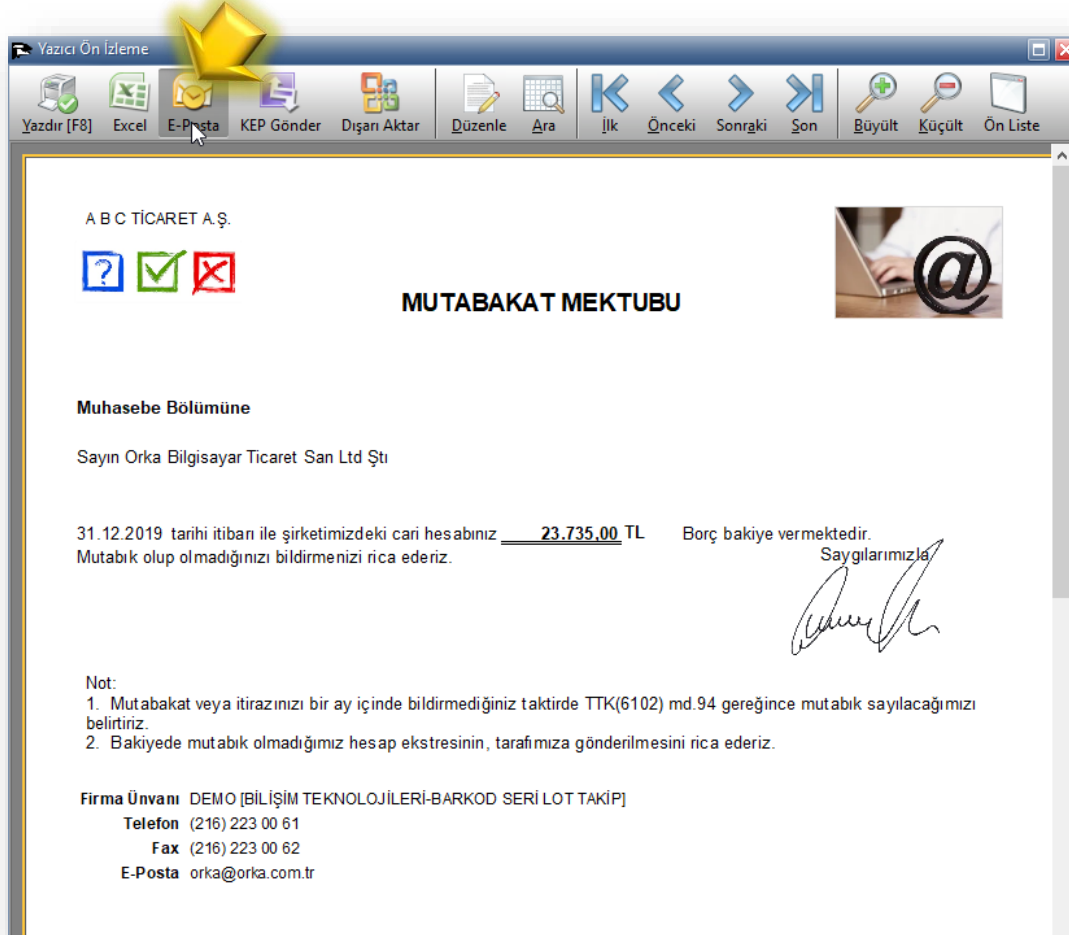 Yazıcı Ön İzleme
Yazdır [F8] Excel E-Posta KEP Gönder Dışarı Aktar Düzenle Ara İlk Önceki Sonraki Son Büyült Küçült Ön Liste
A B C TİCARET A.Ş.
MUTABAKAT MEKTUBU
Muhasebe Bölümüne
Sayın Orka Bilgisayar Ticaret San Ltd Ştı
31.12.2019 tarihi itibarı ile şirketimizdeki cari hesabınız 23.735,00 TL Borç bakiye vermektedir.
Mutabık olup olmadığınızı bildirmenizi rica ederiz.
Saygılarımızla
Not:
1. Mutabakat veya itirazınızı bir ay içinde bildirmediğiniz taktirde TTK(6102) md.94 gereğince mutabık sayılacağımızı
belirtiriz.
2. Bakiyede mutabık olmadığımız hesap ekstresinin, tarafımıza gönderilmesini rica ederiz.
Firma Ünvanı DEMO [BİLİŞİM TEKNOLOJİLERİ-BARKOD SERİ LOT TAKİP]
Telefon (216) 223 00 61
Fax (216) 223 00 62
E-Posta orka@orka.com.tr